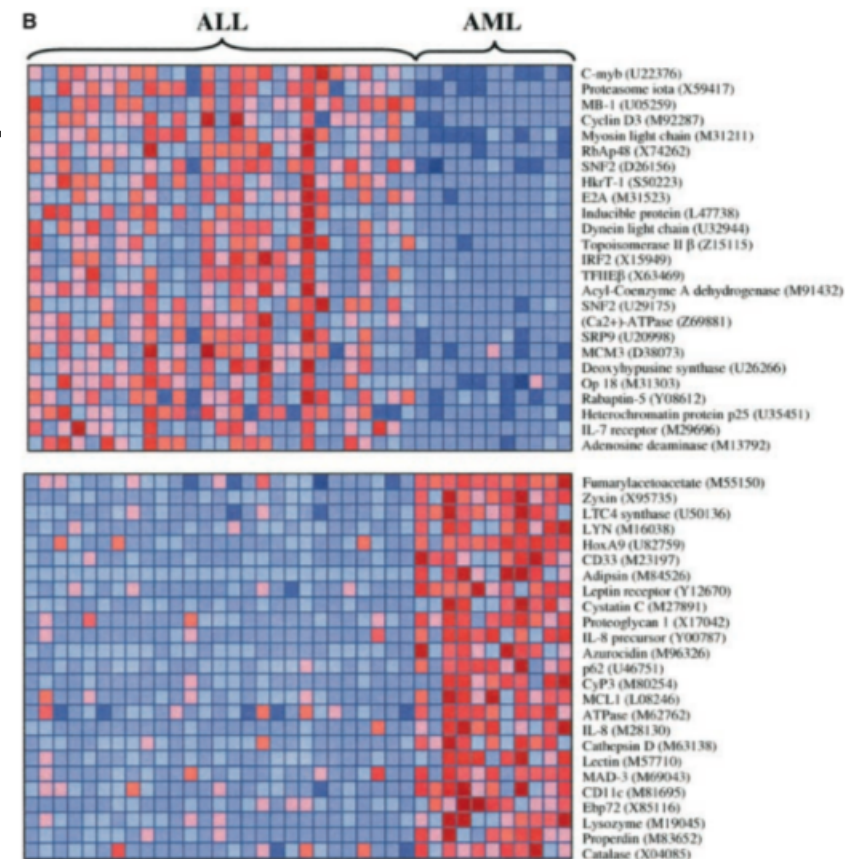 B
ALL AML
C-myb (U22376)
Proteasome iota (X59417)
MB-1 (U05259)
Cyclin D3 (M92287)
Myosin light chain (M31211)
RbAp48 (X74262)
SNF2 (D26156)
HkrT-1 (S50223)
E2A (M31523)
Inducible protein (L47738)
Dynein light chain (U32944)
Topoisomerase II β (Z15115)
IRF2 (X15949)
TFIIEβ (X63469)
Acyl-Coenzyme A dehydrogenase (M91432)
SNF2 (U29175)
(Ca2+)-ATPase (Z69881)
SRP9 (U20998)
MCM3 (D38073)
Deoxyhypusine synthase (U26266)
Op 18 (M31303)
Rabaptin-5 (Y08612)
Heterochromatin protein p25 (U35451)
IL-7 receptor (M29696)
Adenosine deaminase (M13792)
Fumarylacetoacetate (M55150)
Zyxin (X95735)
LTC4 synthase (U50136)
LYN (M16038)
HoxA9 (U82759)
CD33 (M23197)
Adipsin (M84526)
Leptin receptor (Y12670)
Cystatin C (M27891)
Proteoglycan 1 (X17042)
IL-8 precursor (Y00787)
Azurocidin (M96326)
p62 (U46751)
CyP3 (M80254)
MCL1 (L08246)
ATPase (M62762)
IL-8 (M28130)
Cathepsin D (M63138)
Lectin (M57710)
MAD-3 (M69043)
CD11c (M81695)
Ebp72 (X85116)
Lysozyme (M19045)
Properdin (M83652)
Catalase (X04085)